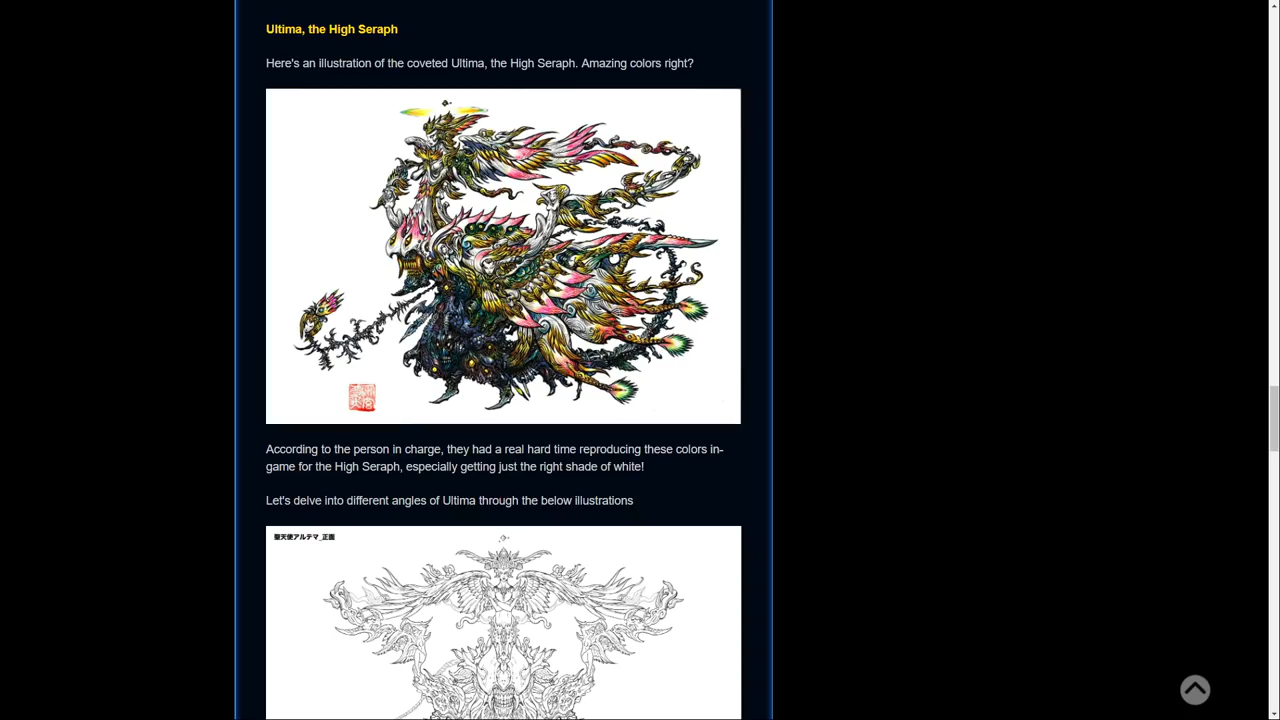 Ultima, the High Seraph
Here's an illustration of the coveted Ultima, the High Seraph. Amazing colors right?
According to the person in charge, they had a real hard time reproducing these colors in-
game for the High Seraph, especially getting just the right shade of white!
Let's delve into different angles of Ultima through the below illustrations
聖天使アルテマ_正面